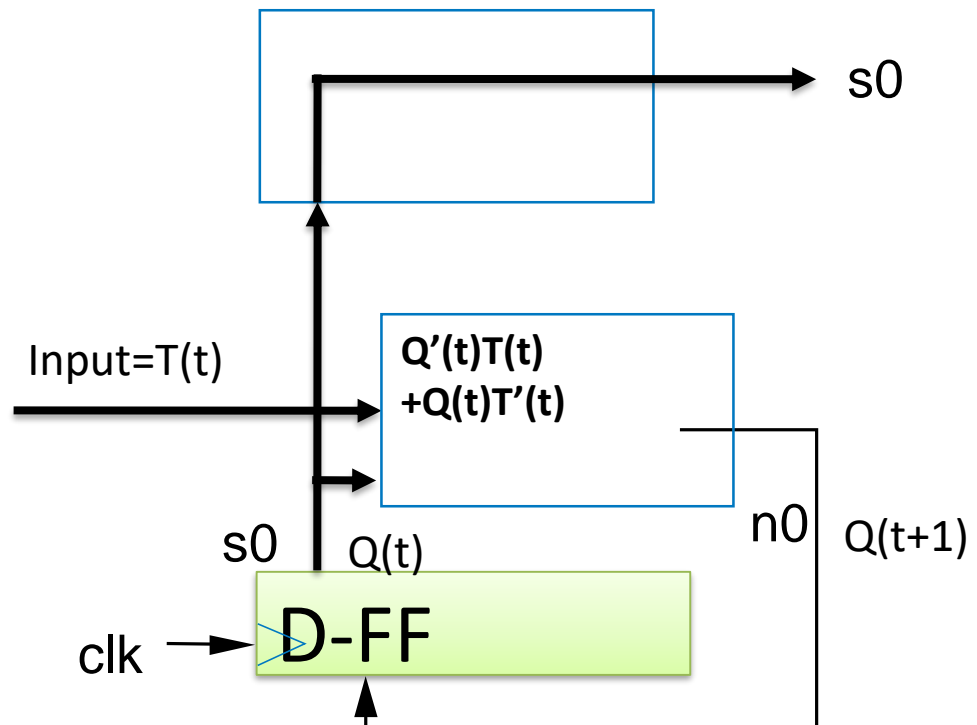 s0
Input=T(t)
Q’(t)T(t)
+Q(t)T’(t)
s0
Q(t)
n0
Q(t+1)
D-FF
clk